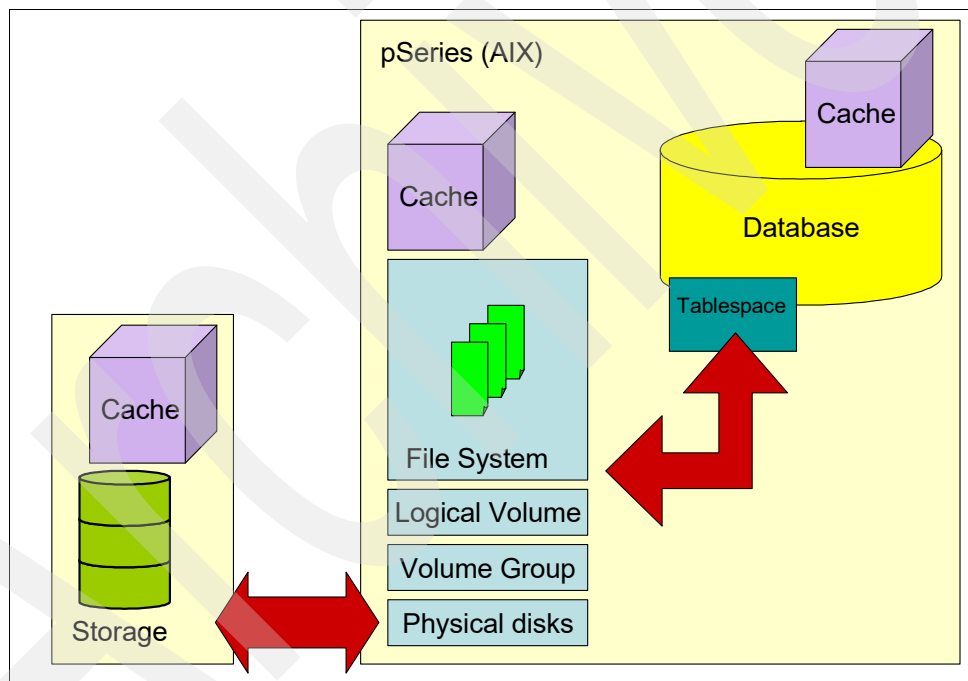 pSeries (AIX)
Cache
Cache
Database
Tablespace
Cache
File System
Logical Volume
Volume Group
Physical disks
Storage